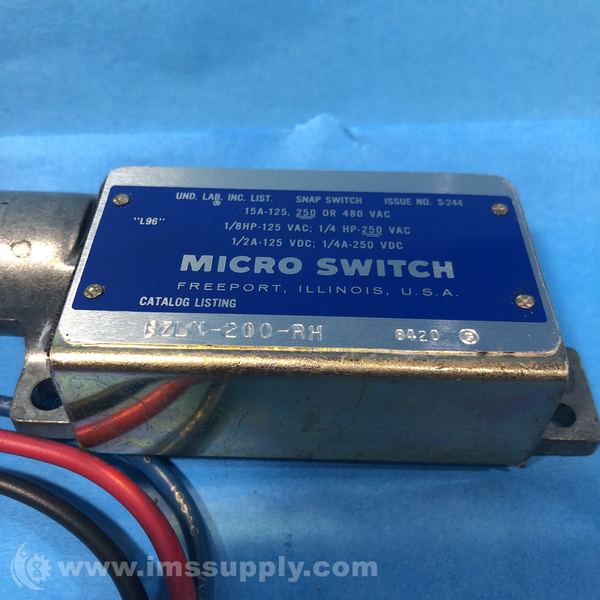 UND. LAB. INC. LIST. SNAP SWITCH ISSUE NO. S-244
®
"L96" 15A-125, 250 OR 480 VAC
1/8HP-125 VAC; 1/4 HP-250 VAC
1/2A-125 VDC; 1/4A-250 VDC
MICRO SWITCH
FREEPORT, ILLINOIS, U.S.A.
CATALOG LISTING
-200-RH 8420
www.imssupply.com